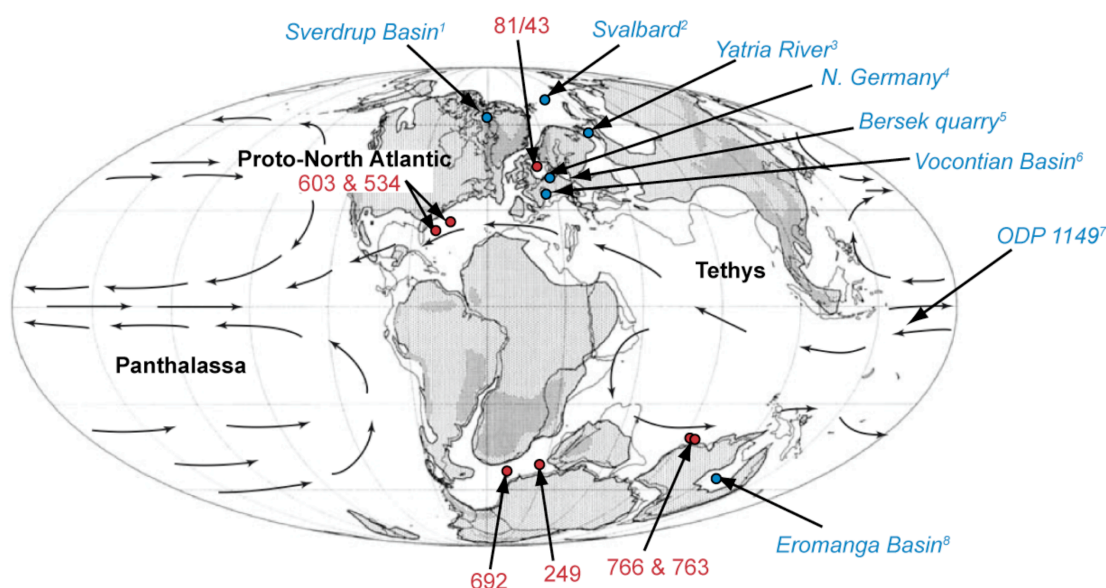 Sverdrup Basin¹
81/43
Svalbard²
Yatria River³
N. Germany⁴
Bersek quarry⁵
Vocontian Basin⁶
Proto-North Atlantic
603 & 534
ODP 1149⁷
Tethys
Panthalassa
692
249
766 & 763
Eromanga Basin⁸